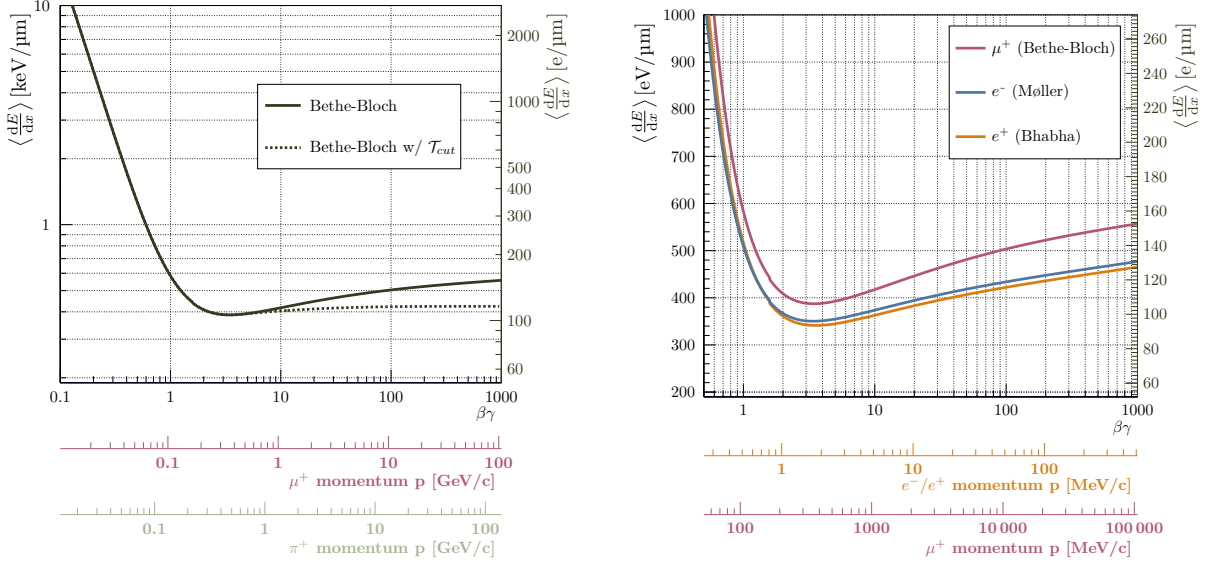 10
1
⟨dE/dx⟩ [keV/µm]
Bethe-Bloch
Bethe-Bloch w/ 𝒯cut
2000
1000
500
400
300
200
100
60
⟨dE/dx⟩ [e/µm]
0.1 1 10 100 1000
βγ
0.1 1 10 100
µ⁺ momentum p [GeV/c]
0.1 1 10 100
π⁺ momentum p [GeV/c]
1000
900
800
700
600
500
400
300
200
⟨dE/dx⟩ [eV/µm]
µ⁺ (Bethe-Bloch)
e⁻ (Møller)
e⁺ (Bhabha)
260
240
220
200
180
160
140
120
100
80
60
⟨dE/dx⟩ [e/µm]
1 10 100 1000
βγ
1 10 100
e⁻/e⁺ momentum p [MeV/c]
100 1000 10 000 100 000
µ⁺ momentum p [MeV/c]